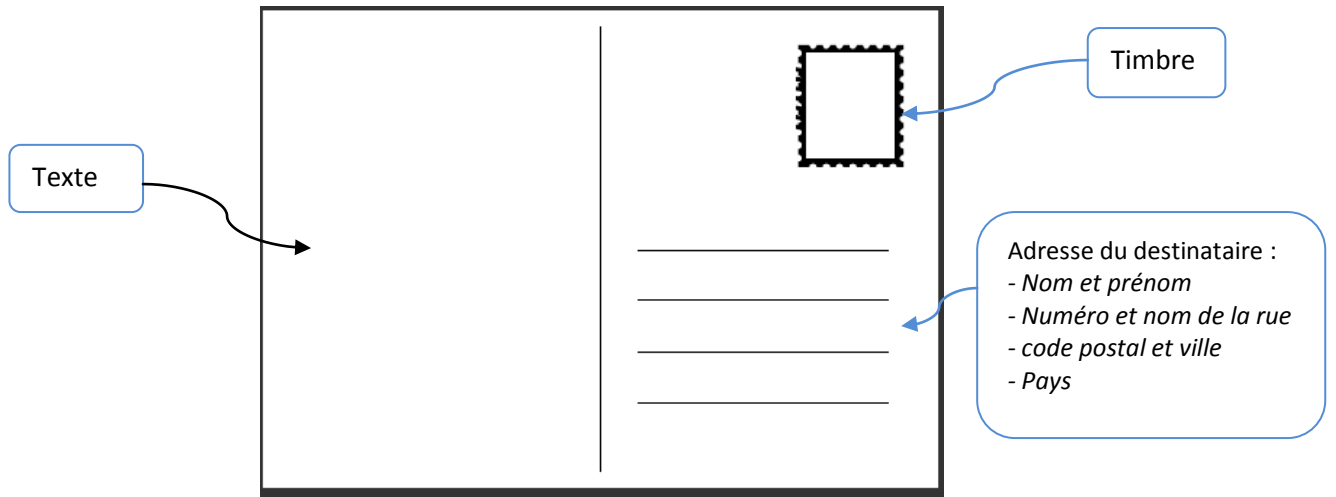 Timbre
Texte
Adresse du destinataire :
- Nom et prénom
- Numéro et nom de la rue
- code postal et ville
- Pays